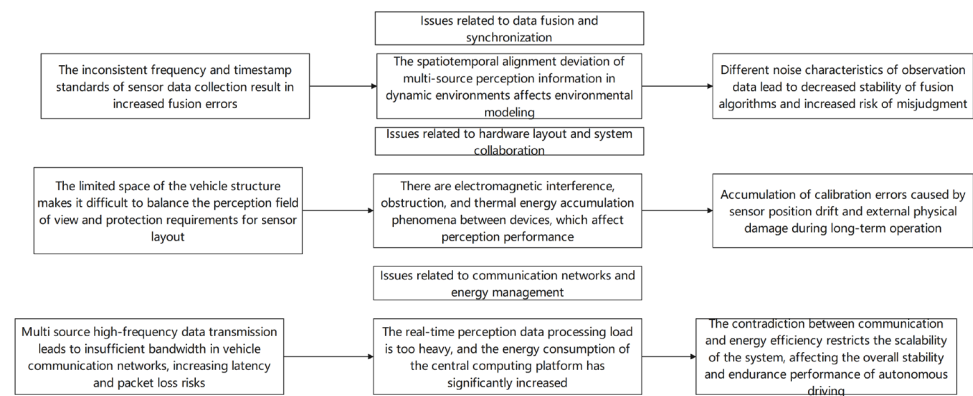 Issues related to data fusion and
synchronization
The inconsistent frequency and timestamp
standards of sensor data collection result in
increased fusion errors
The spatiotemporal alignment deviation of
multi-source perception information in
dynamic environments affects environmental
modeling
Different noise characteristics of observation
data lead to decreased stability of fusion
algorithms and increased risk of misjudgment
Issues related to hardware layout and system
collaboration
The limited space of the vehicle structure
makes it difficult to balance the perception field
of view and protection requirements for sensor
layout
There are electromagnetic interference,
obstruction, and thermal energy accumulation
phenomena between devices, which affect
perception performance
Accumulation of calibration errors caused by
sensor position drift and external physical
damage during long-term operation
Issues related to communication networks and
energy management
Multi source high-frequency data transmission
leads to insufficient bandwidth in vehicle
communication networks, increasing latency
and packet loss risks
The real-time perception data processing load
is too heavy, and the energy consumption of
the central computing platform has
significantly increased
The contradiction between communication
and energy efficiency restricts the scalability
of the system, affecting the overall stability
and endurance performance of autonomous
driving